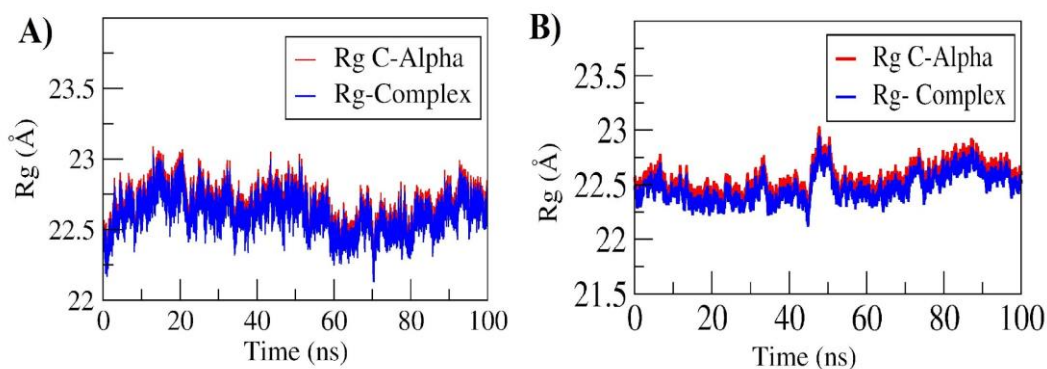 A)
Rg C-Alpha
Rg-Complex
23.5
23
22.5
22
Rg (Å)
0 20 40 60 80 100
Time (ns)
B)
Rg C-Alpha
Rg- Complex
23.5
23
22.5
22
21.5
Rg (Å)
0 20 40 60 80 100
Time (ns)